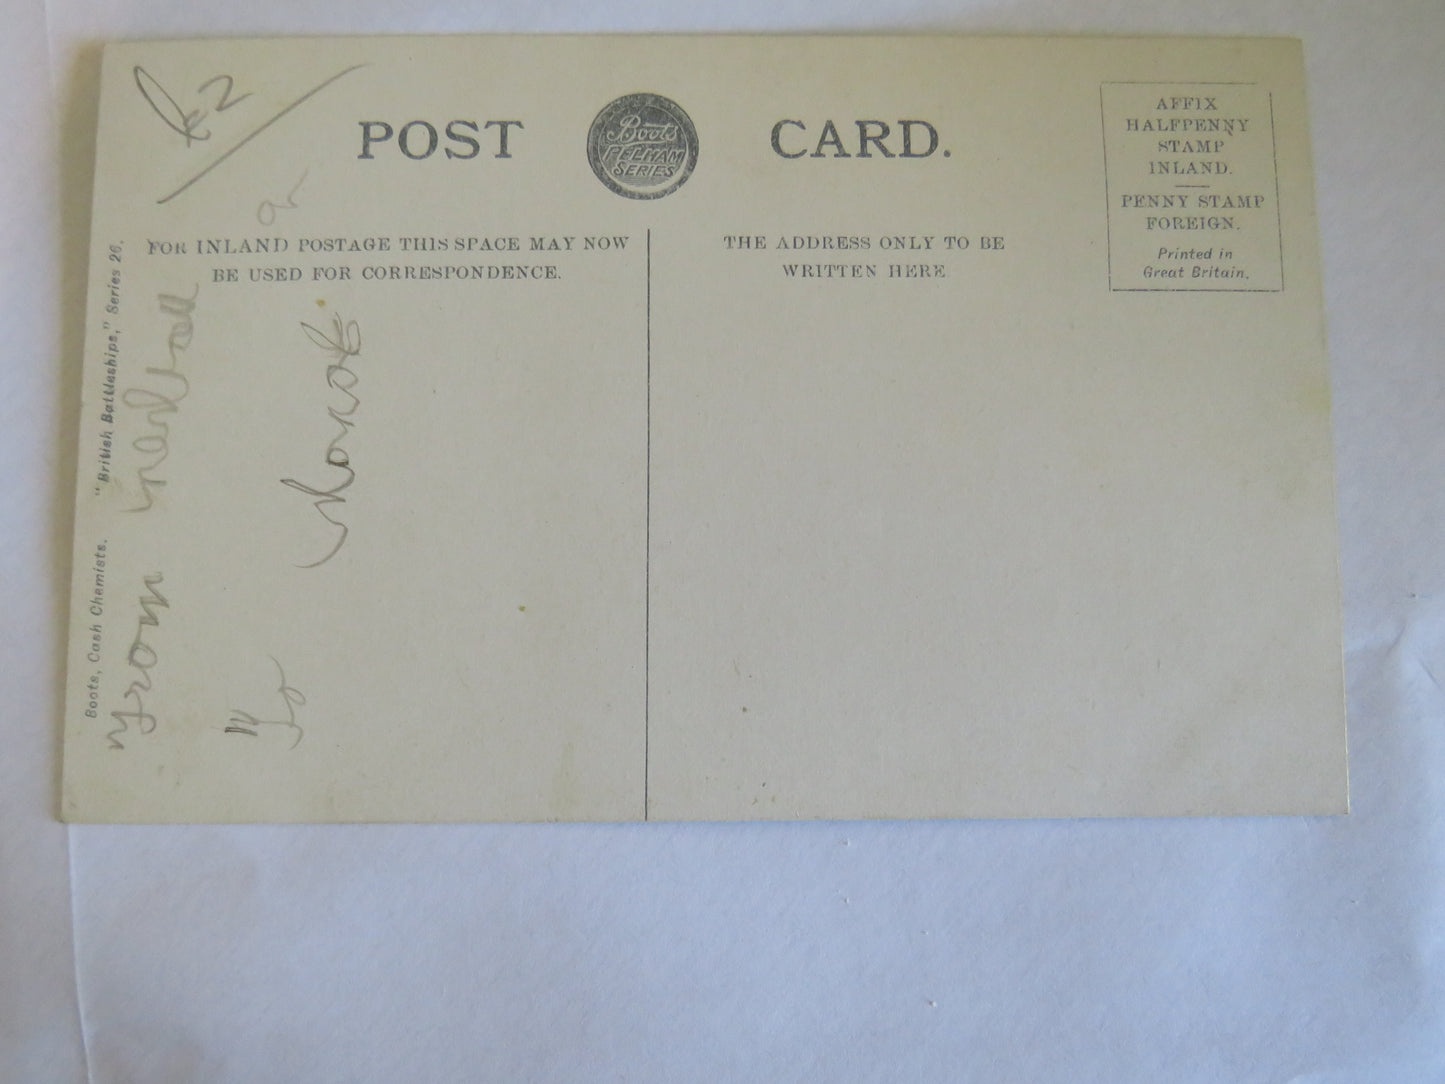 POST CARD.
Boots
PELHAM
SERIES
AFFIX
HALFPENNY
STAMP
INLAND.
PENNY STAMP
FOREIGN.
Printed in
Great Britain.
FOR INLAND POSTAGE THIS SPACE MAY NOW
BE USED FOR CORRESPONDENCE.
THE ADDRESS ONLY TO BE
WRITTEN HERE
Boots, Cash Chemists. "British Battleships," Series 26.
From
To